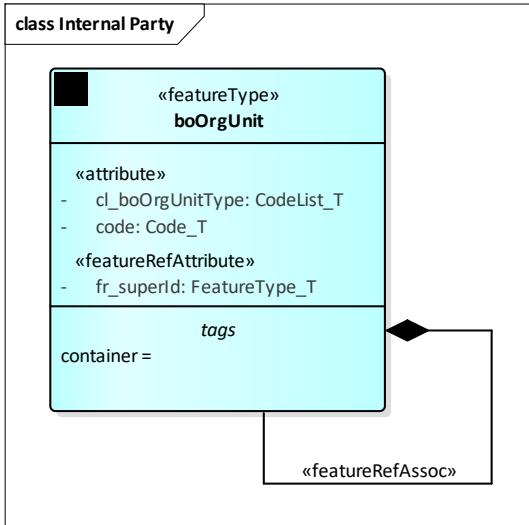 class Internal Party
«featureType»
boOrgUnit
«attribute»
- cl_boOrgUnitType: CodeList_T
- code: Code_T
«featureRefAttribute»
- fr_superId: FeatureType_T
tags
container =
«featureRefAssoc»